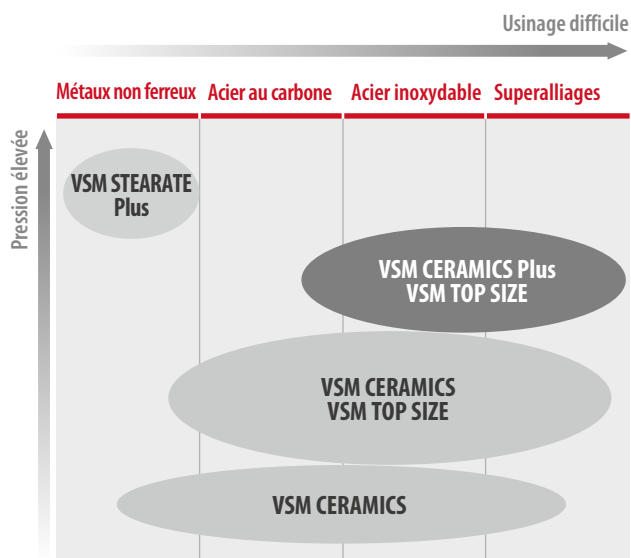 Usinage difficile
Métaux non ferreux
Acier au carbone
Acier inoxydable
Superalliages
Pression élevée
VSM STEARATE
Plus
VSM CERAMICS Plus
VSM TOP SIZE
VSM CERAMICS
VSM TOP SIZE
VSM CERAMICS